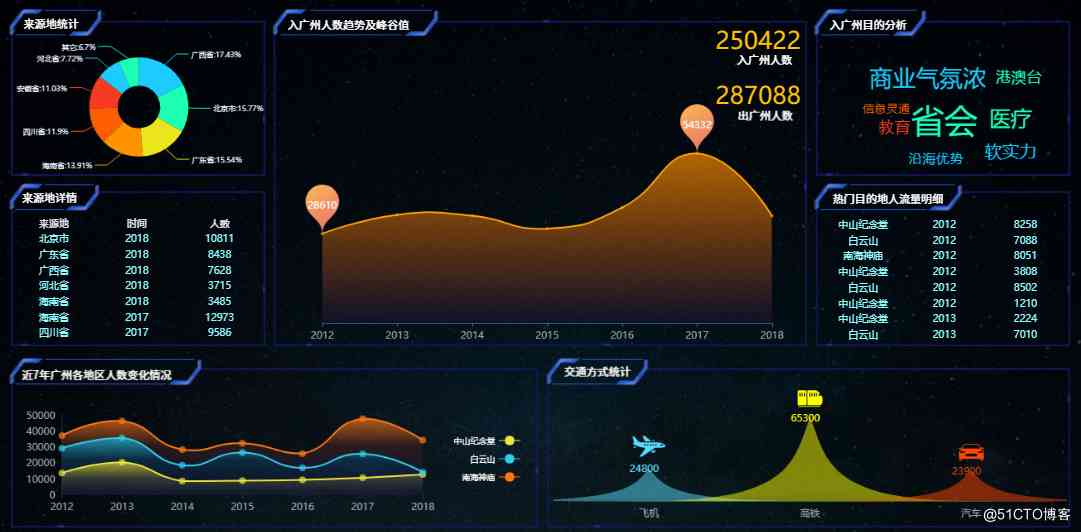 来源地统计
其它:6.7%
河北省:7.72%
安徽省:11.03%
四川省:11.9%
海南省:13.91%
广西省:17.43%
北京市:15.77%
广东省:15.54%
入广州人数趋势及峰谷值
250422
入广州人数
287088
出广州人数
54332
28610
2012 2013 2014 2015 2016 2017 2018
入广州目的分析
商业气氛浓 港澳台
信息灵通
教育 省会 医疗
沿海优势 软实力
来源地详情
来源地 时间 人数
北京市 2018 10811
广东省 2018 8438
广西省 2018 7628
河北省 2018 3715
海南省 2018 3485
海南省 2017 12973
四川省 2017 9586
热门目的地人流量明细
中山纪念堂 2012 8258
白云山 2012 7088
南海神庙 2012 8051
中山纪念堂 2012 3808
白云山 2012 8502
中山纪念堂 2012 1210
中山纪念堂 2013 2224
白云山 2013 7010
近7年广州各地区人数变化情况
50000
40000
30000
20000
10000
0
2012 2013 2014 2015 2016 2017 2018
中山纪念堂
白云山
南海神庙
交通方式统计
65300
24800
23900
飞机 高铁 汽车
@51CTO博客